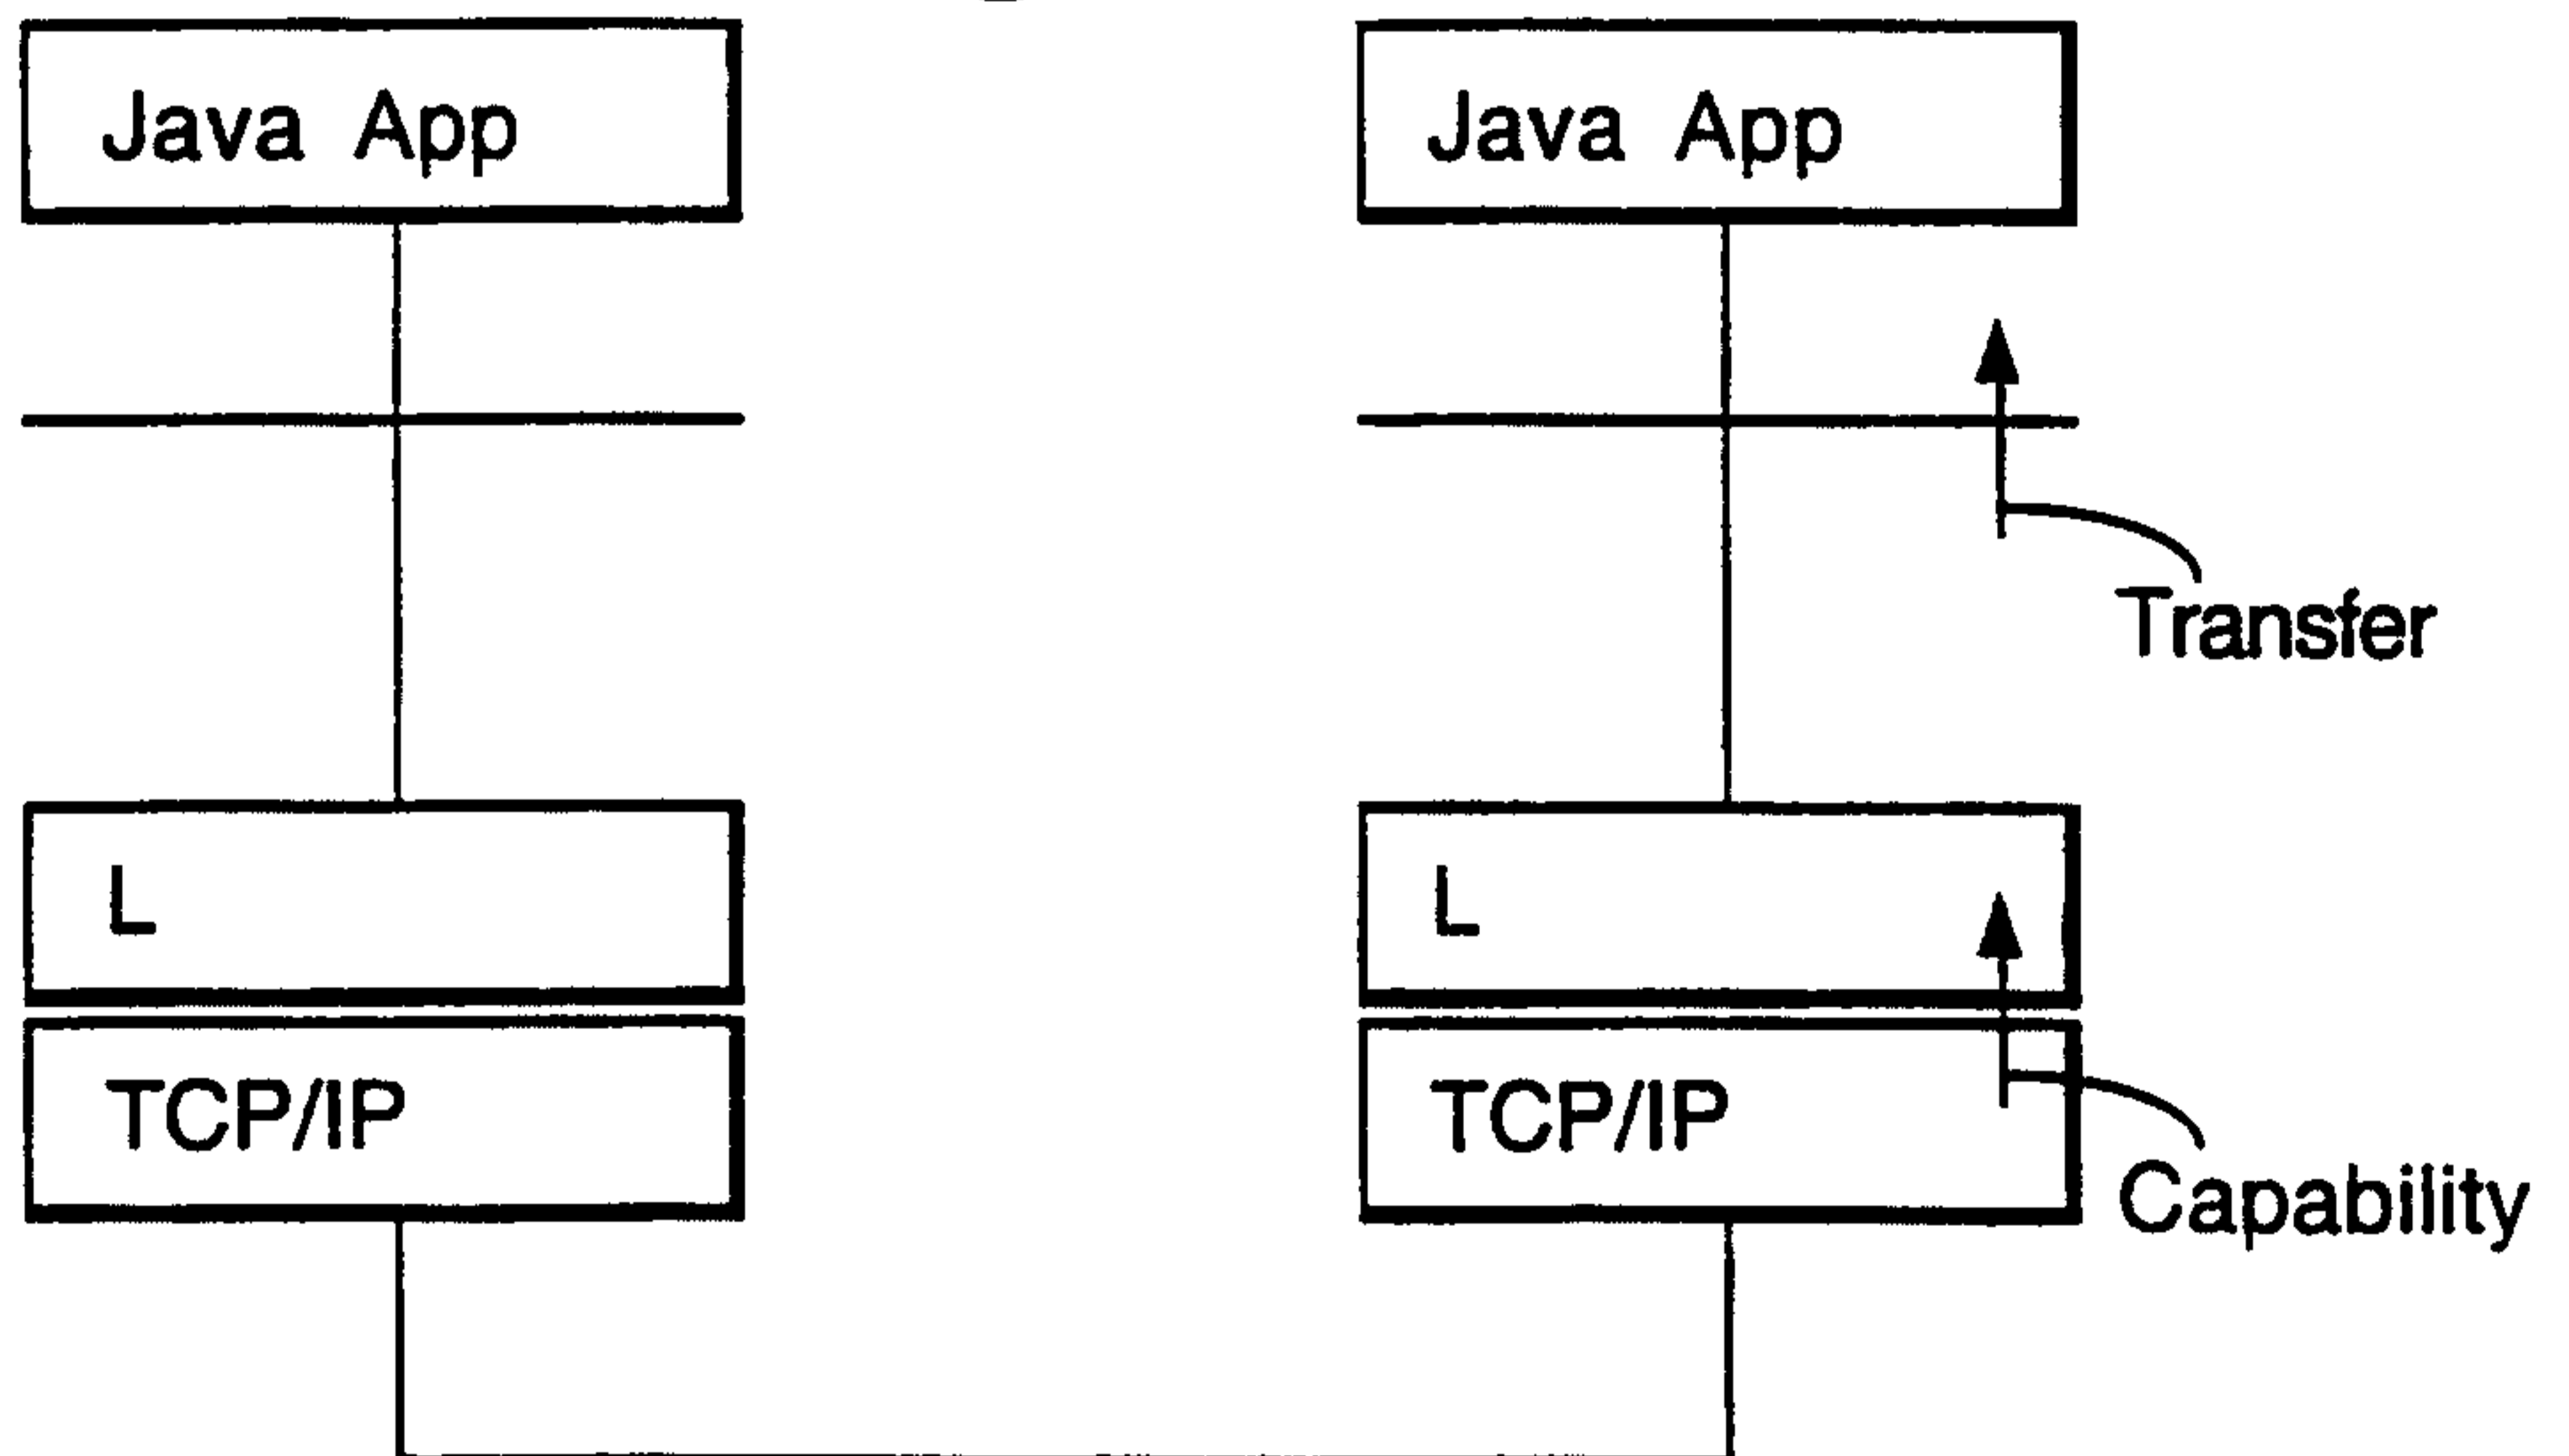 Java App
Java App
Transfer
L
L
TCP/IP
TCP/IP
Capability